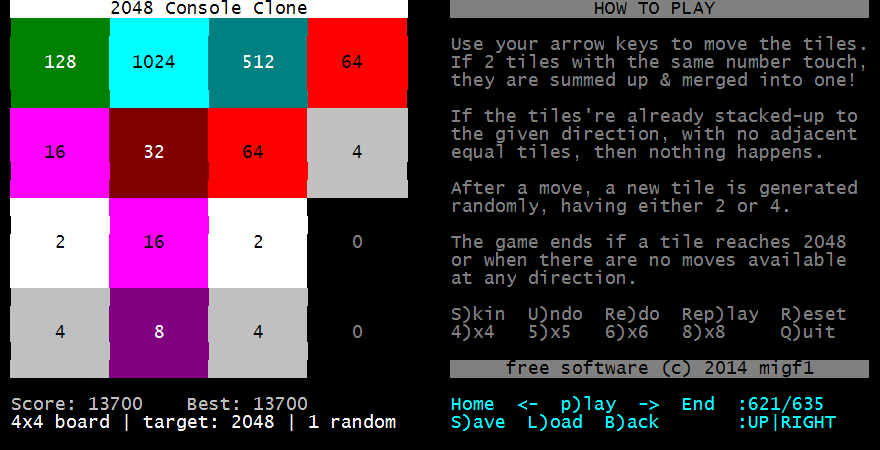 2048 Console Clone
128 1024 512 64
16 32 64 4
2 16 2 0
4 8 4 0
Score: 13700 Best: 13700
4x4 board | target: 2048 | 1 random
HOW TO PLAY
Use your arrow keys to move the tiles.
If 2 tiles with the same number touch,
they are summed up & merged into one!
If the tiles're already stacked-up to
the given direction, with no adjacent
equal tiles, then nothing happens.
After a move, a new tile is generated
randomly, having either 2 or 4.
The game ends if a tile reaches 2048
or when there are no moves available
at any direction.
S)kin U)ndo Re)do Rep)lay R)eset
4)x4 5)x5 6)x6 8)x8 Q)uit
free software (c) 2014 migf1
Home <- p)lay -> End :621/635
S)ave L)oad B)ack :UP|RIGHT